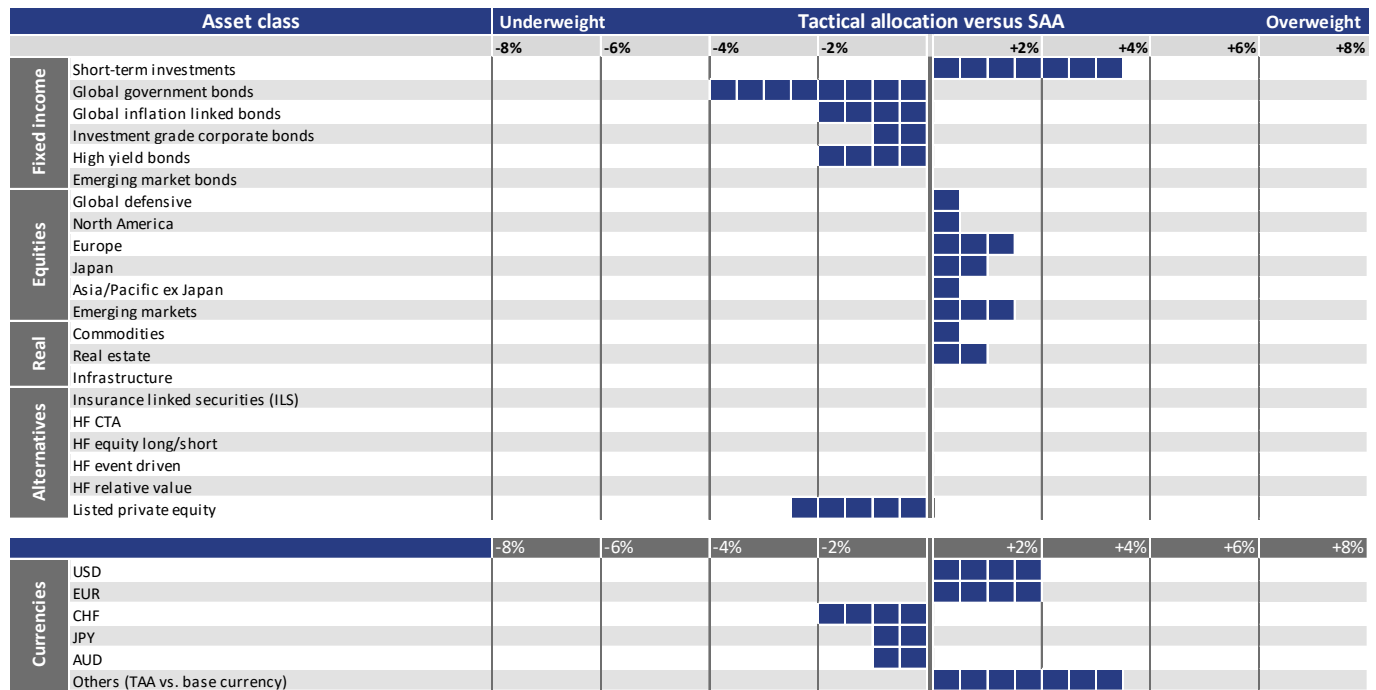 Asset class Underweight Tactical allocation versus SAA Overweight
-8% -6% -4% -2% +2% +4% +6% +8%
Fixed income
Short-term investments
Global government bonds
Global inflation linked bonds
Investment grade corporate bonds
High yield bonds
Emerging market bonds
Equities
Global defensive
North America
Europe
Japan
Asia/Pacific ex Japan
Emerging markets
Real
Commodities
Real estate
Infrastructure
Alternatives
Insurance linked securities (ILS)
HF CTA
HF equity long/short
HF event driven
HF relative value
Listed private equity
-8% -6% -4% -2% +2% +4% +6% +8%
Currencies
USD
EUR
CHF
JPY
AUD
Others (TAA vs. base currency)